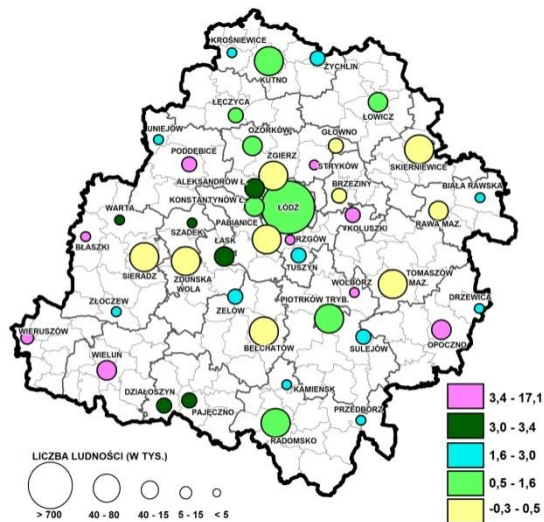 KROŚNIEWICE
ŻYCHLIN
KUTNO
ŁĘCZYCA
ŁOWICZ
UNIEJÓW
OZORKÓW
GŁOWNO
PODDĘBICE
ZGIERZ
STRYKÓW
SKIERNIEWICE
ALEKSANDRÓW Ł.
BRZEZINY
BIAŁA RAWSKA
KONSTANTYNÓW Ł.
ŁÓDŹ
WARTA
SZADEK
PABIANICE
KOLUSZKI
RAWA MAZ.
BŁASZKI
ŁASK
RZGÓW
SIERADZ
ZDUŃSKA
WOLA
TUSZYN
WOLBÓRZ
TOMASZÓW
MAZ.
ZŁOCZEW
ZELÓW
PIOTRKÓW TRYB.
DRZEWICA
WIERUSZÓW
BEŁCHATÓW
SULEJÓW
OPOCZNO
WIELUŃ
KAMIEŃSK
DZIAŁOSZYN
PAJĘCZNO
PRZEDBÓRZ
RADOMSKO
3,4 - 17,1
3,0 - 3,4
1,6 - 3,0
0,5 - 1,6
-0,3 - 0,5
LICZBA LUDNOŚCI (W TYS.)
> 700
40 - 80
40 - 15
5 - 15
< 5